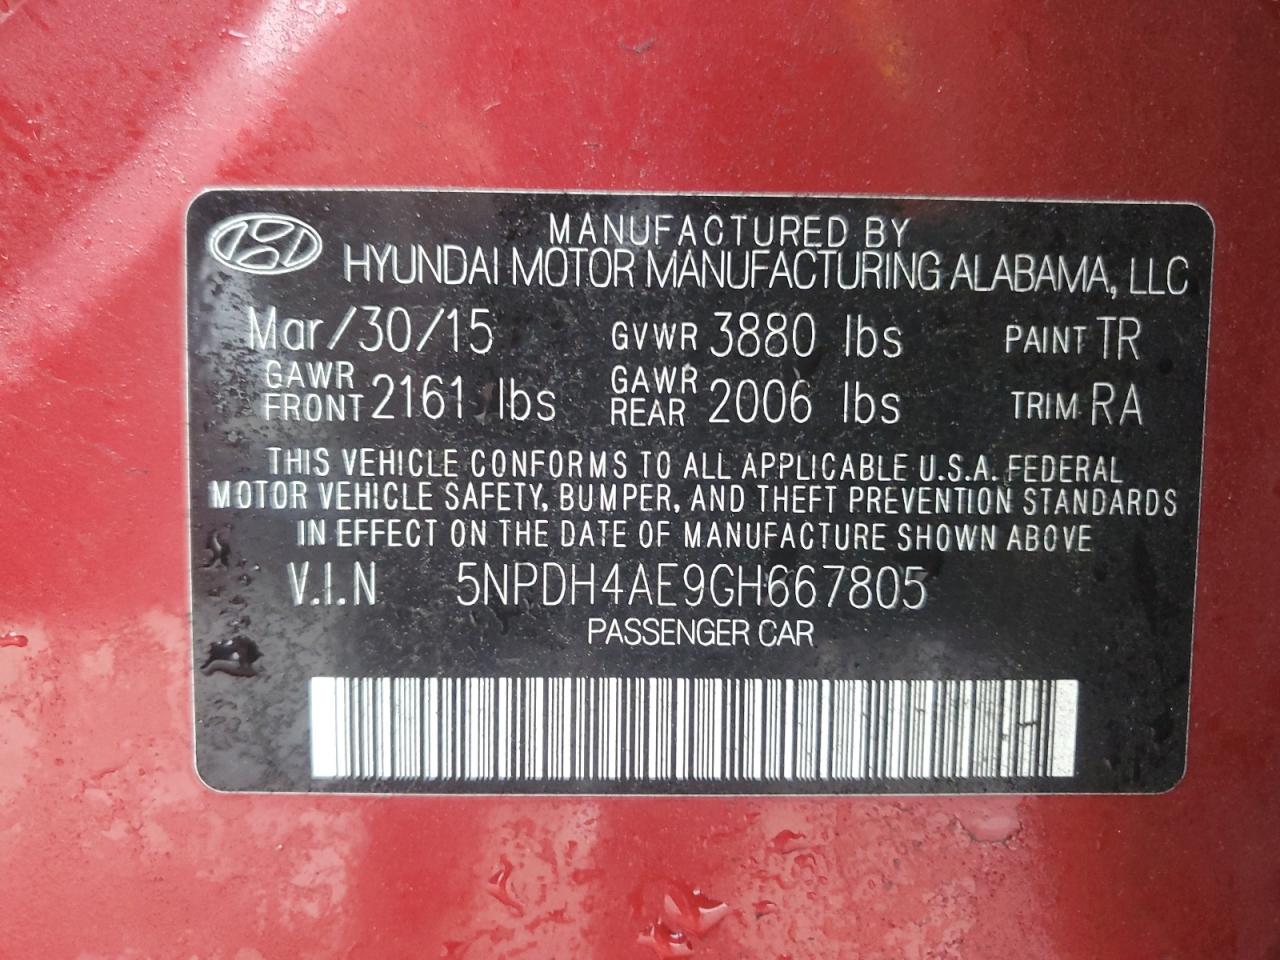 MANUFACTURED BY
HYUNDAI MOTOR MANUFACTURING ALABAMA, LLC
Mar/30/15 GVWR 3880 lbs PAINT TR
GAWR FRONT 2161 lbs GAWR REAR 2006 lbs TRIM RA
THIS VEHICLE CONFORMS TO ALL APPLICABLE U.S.A. FEDERAL
MOTOR VEHICLE SAFETY, BUMPER, AND THEFT PREVENTION STANDARDS
IN EFFECT ON THE DATE OF MANUFACTURE SHOWN ABOVE
V.I.N 5NPDH4AE9GH667805
PASSENGER CAR